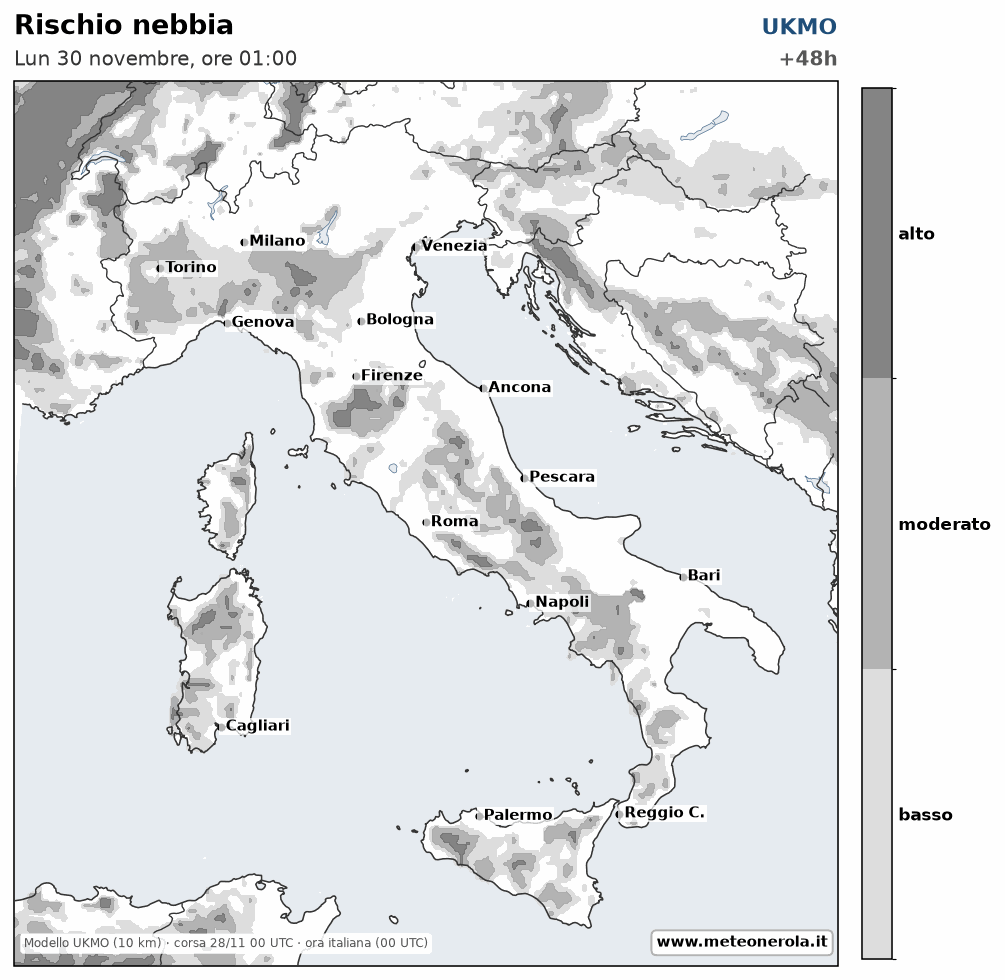 Rischio nebbia
UKMO
Lun 30 novembre, ore 01:00
+48h
alto
moderato
basso
Milano
Venezia
Torino
Genova
Bologna
Firenze
Ancona
Pescara
Roma
Bari
Napoli
Cagliari
Palermo
Reggio C.
Modello UKMO (10 km) · corsa 28/11 00 UTC · ora italiana (00 UTC)
www.meteonerola.it